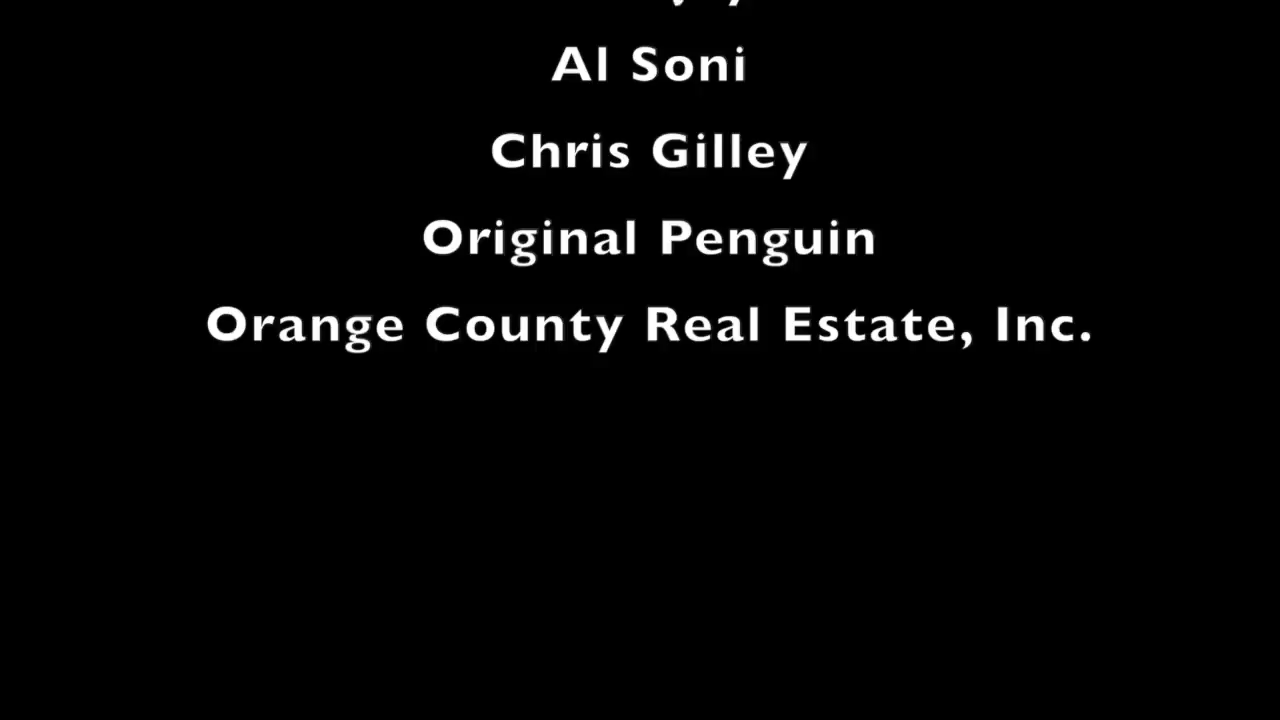 Al Soni
Chris Gilley
Original Penguin
Orange County Real Estate, Inc.